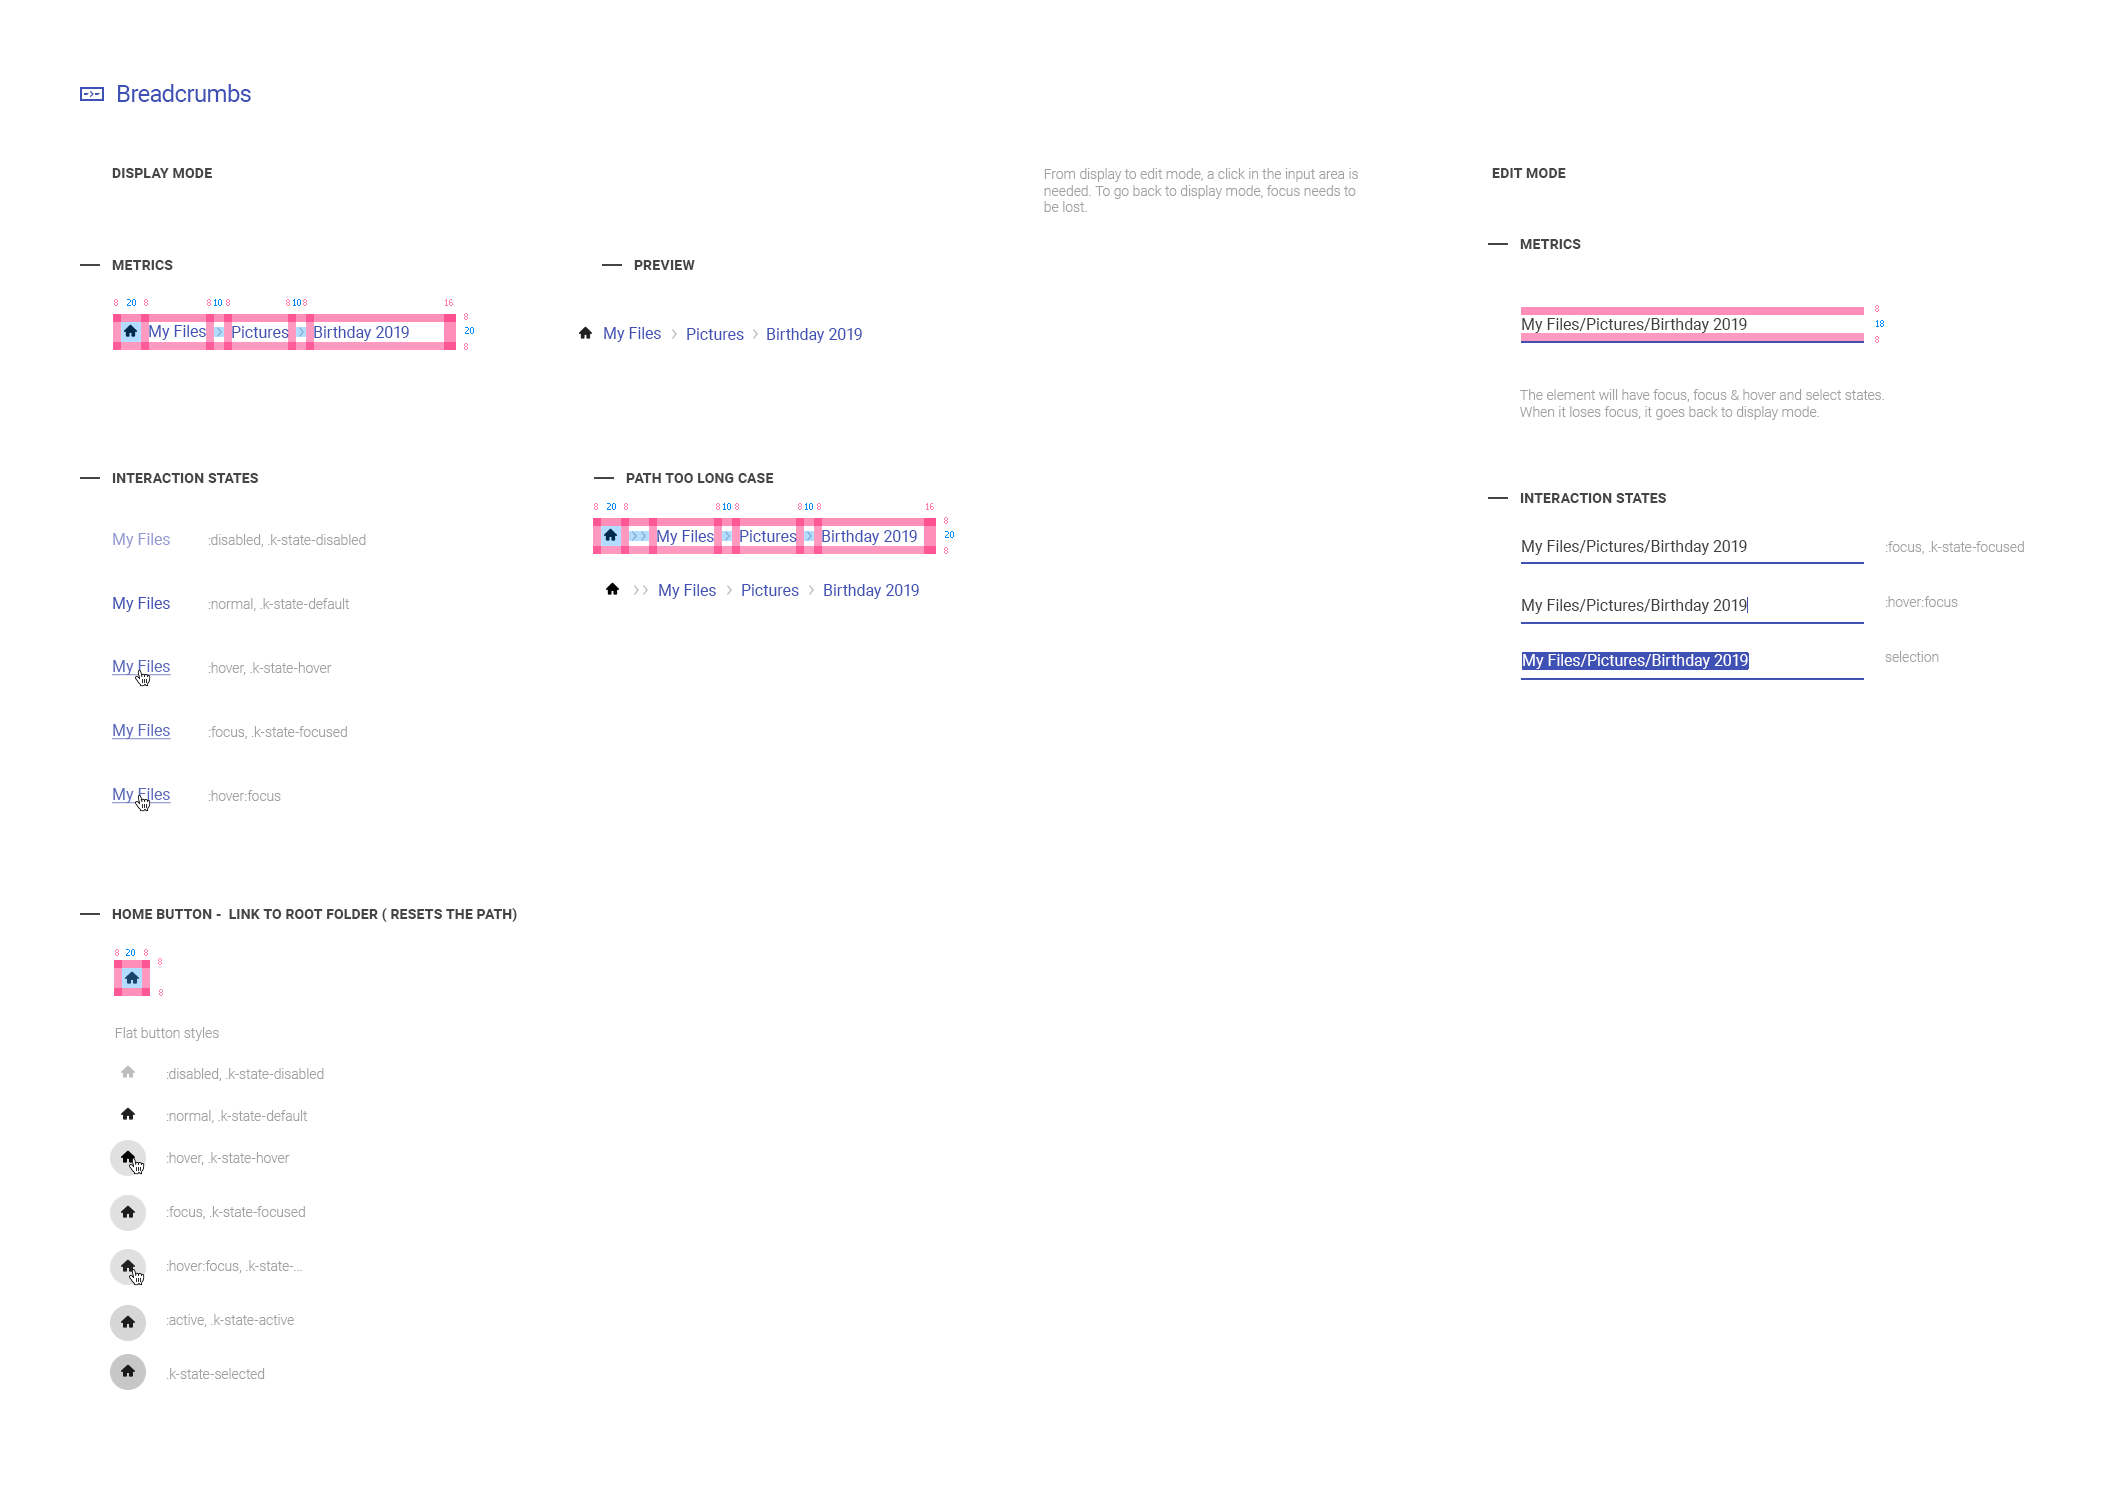 Breadcrumbs
DISPLAY MODE
From display to edit mode, a click in the input area is
needed. To go back to display mode, focus needs to
be lost.
EDIT MODE
METRICS
PREVIEW
METRICS
8 20 8 8 10 8 8 10 8 16
8
My Files Pictures Birthday 2019
20
8
My Files Pictures Birthday 2019
8
My Files/Pictures/Birthday 2019
18
8
The element will have focus, focus & hover and select states.
When it loses focus, it goes back to display mode.
INTERACTION STATES
My Files :disabled, .k-state-disabled
My Files :normal, .k-state-default
My Files :hover, .k-state-hover
My Files :focus, .k-state-focused
My Files :hover:focus
PATH TOO LONG CASE
8 20 8 8 10 8 8 10 8 16
8
My Files Pictures Birthday 2019
20
8
My Files Pictures Birthday 2019
INTERACTION STATES
My Files/Pictures/Birthday 2019 :focus, .k-state-focused
My Files/Pictures/Birthday 2019 :hover:focus
My Files/Pictures/Birthday 2019 selection
HOME BUTTON - LINK TO ROOT FOLDER ( RESETS THE PATH)
8 20 8
8
8
Flat button styles
:disabled, .k-state-disabled
:normal, .k-state-default
:hover, .k-state-hover
:focus, .k-state-focused
:hover:focus, .k-state-...
:active, .k-state-active
.k-state-selected